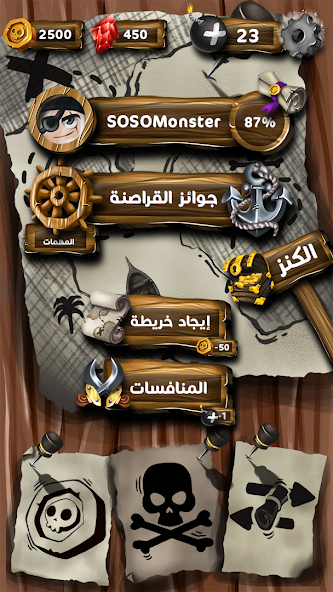 2500
450
+ 23
SOSOMonster
87%
جوائز القراصنة
المهمات
الكنز
إيجاد خريطة
-50
المنافسات
-1